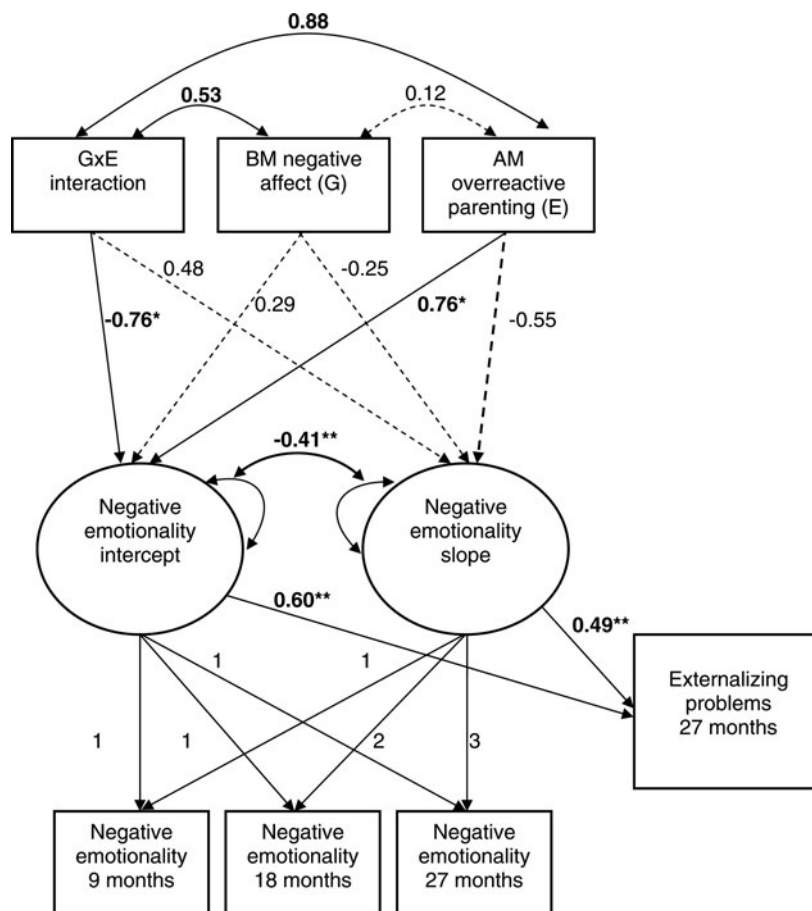 0.88
0.53
0.12
GxE
interaction
BM negative
affect (G)
AM
overreactive
parenting (E)
0.48
-0.25
-0.76*
0.29
0.76*
-0.55
-0.41**
Negative
emotionality
intercept
Negative
emotionality
slope
0.60**
0.49**
1
1
Externalizing
problems
27 months
1
1
2
3
Negative
emotionality
9 months
Negative
emotionality
18 months
Negative
emotionality
27 months